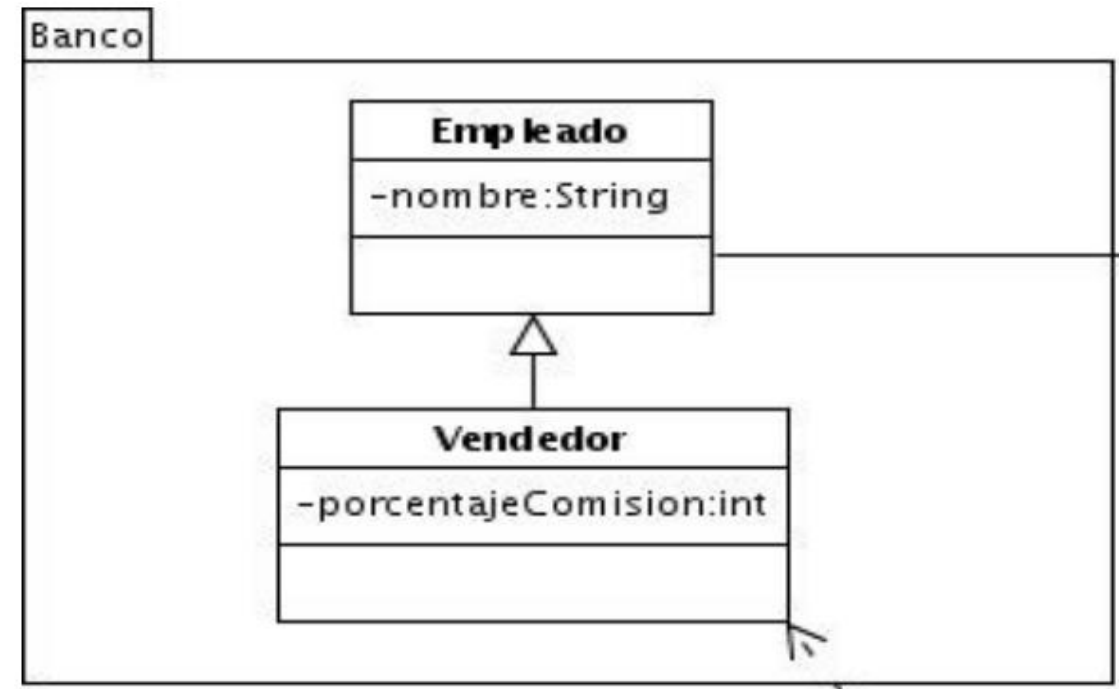 Banco
Empleado
-nombre:String
Vendedor
-porcentajeComision:int